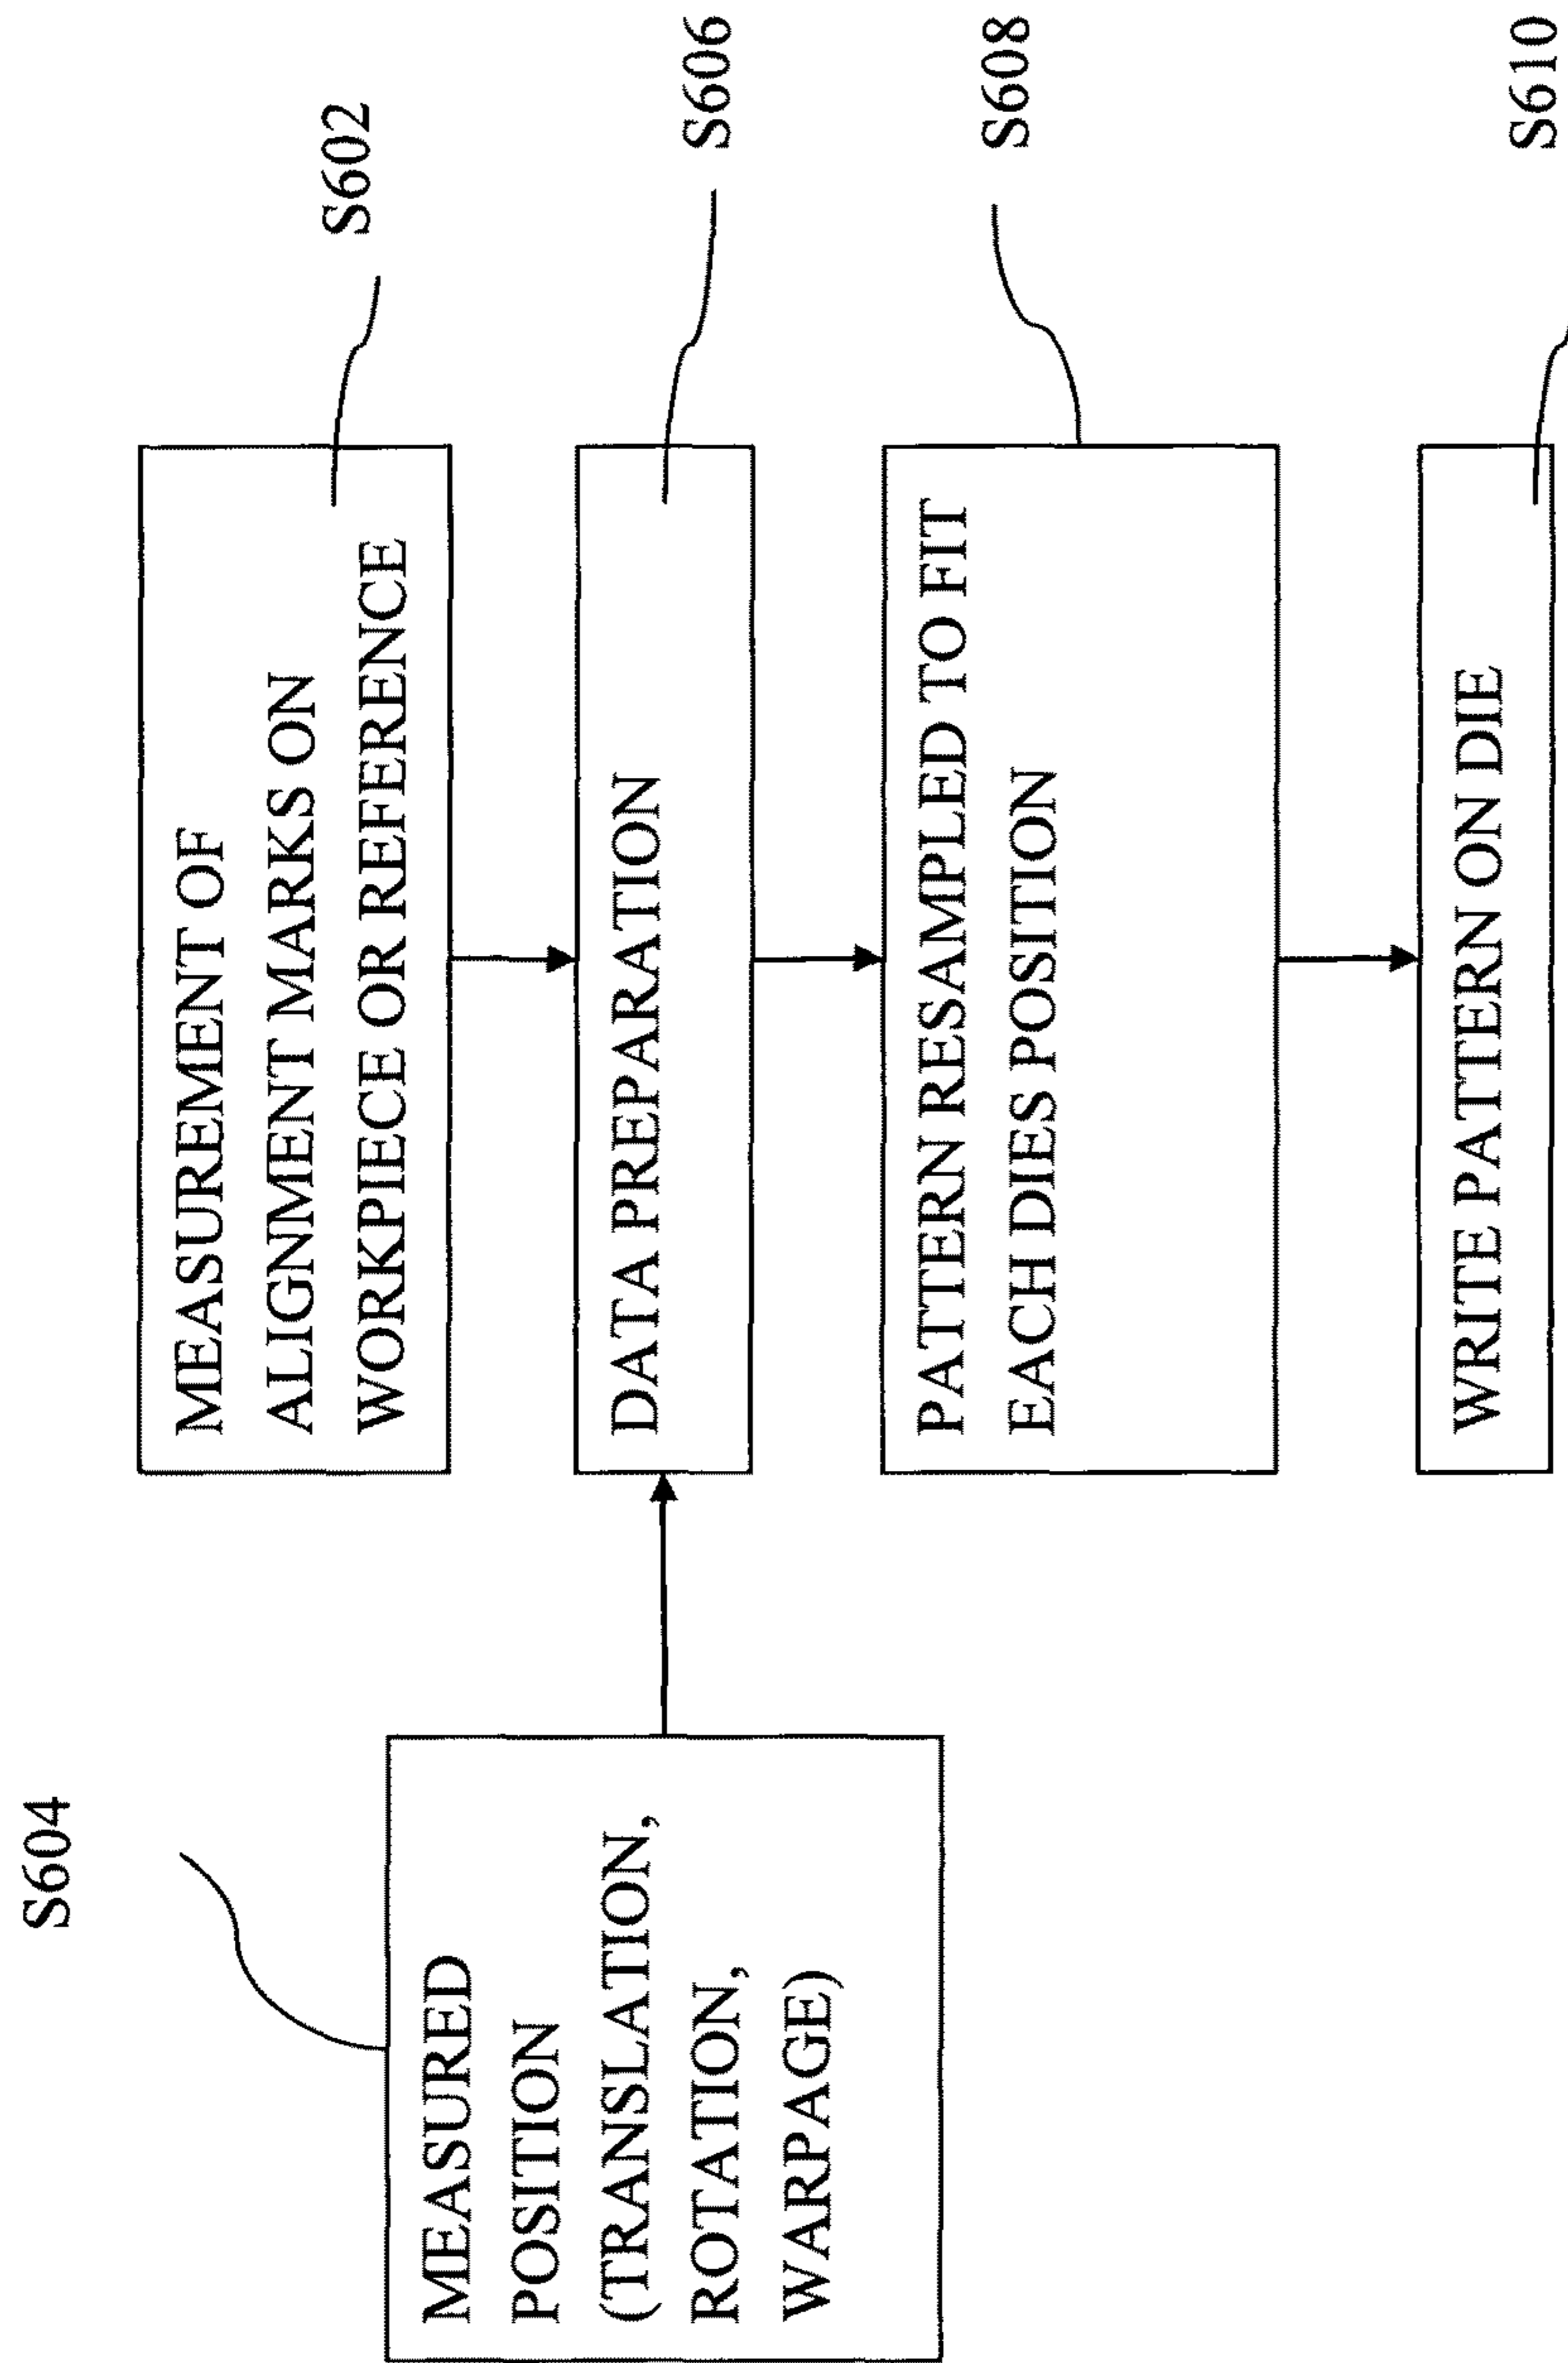 MEASUREMENT OF
ALIGNMENT MARKS ON
WORKPIECE OR REFERENCE
S602
S604
MEASURED
POSITION
(TRANSLATION,
ROTATION,
WARPAGE)
DATA PREPARATION
S606
PATTERN RESAMPLED TO FIT
EACH DIES POSITION
S608
WRITE PATTERN ON DIE
S610